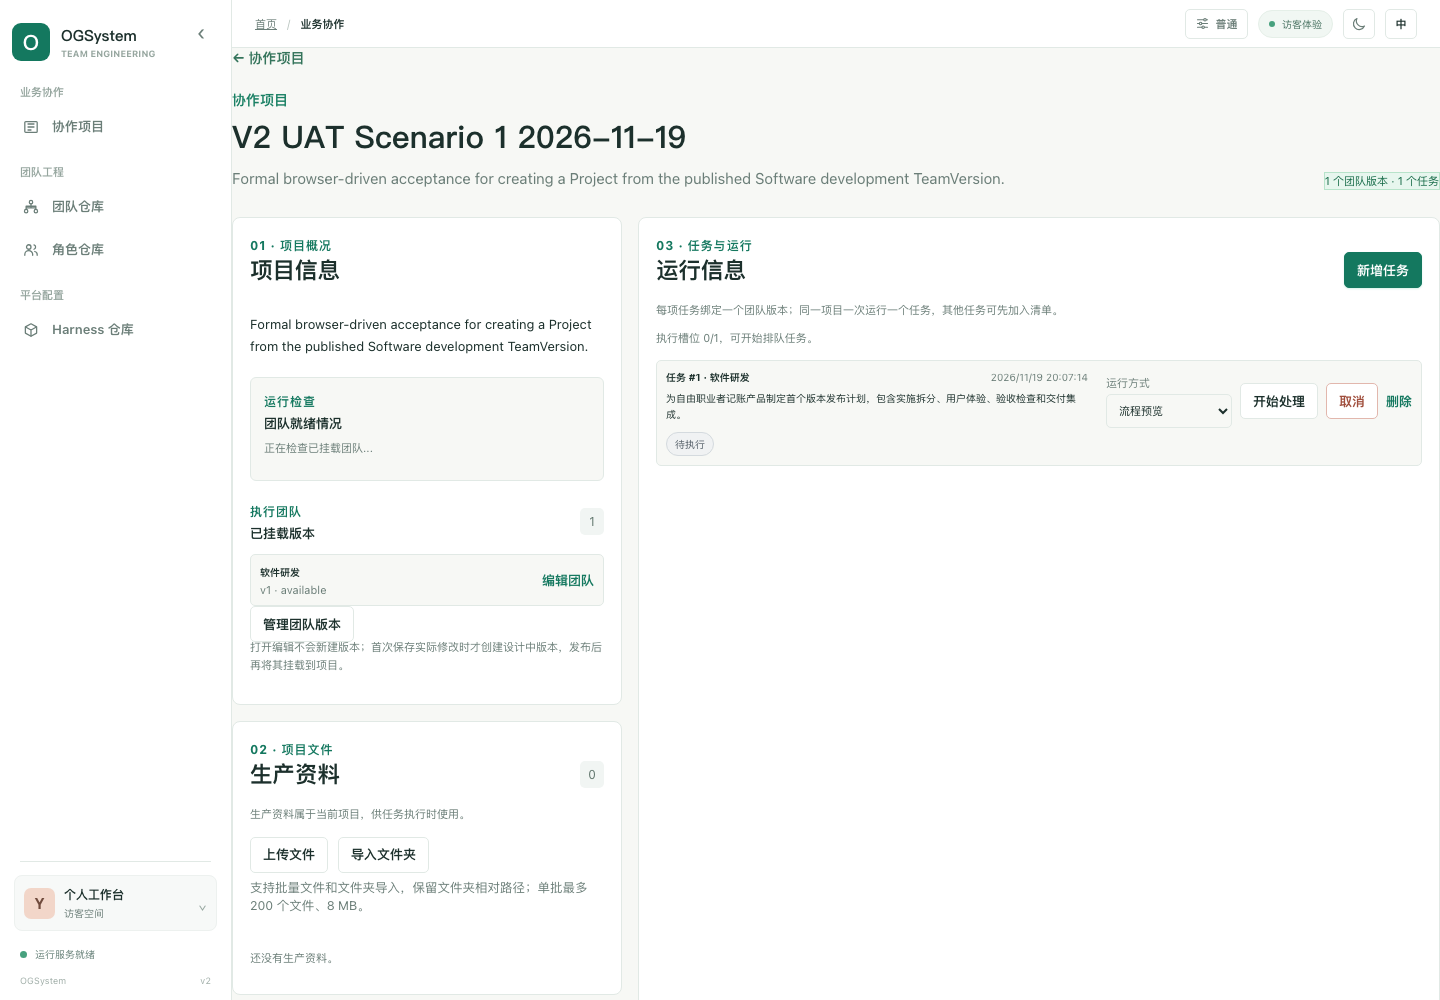 O
OGSystem
TEAM ENGINEERING
业务协作
协作项目
团队工程
团队仓库
角色仓库
平台配置
Harness 仓库
Y
个人工作台
访客空间
运行服务就绪
OGSystem
v2
首页 / 业务协作
普通
访客体验
中
← 协作项目
协作项目
V2 UAT Scenario 1 2026–11–19
Formal browser-driven acceptance for creating a Project from the published Software development TeamVersion.
1 个团队版本 · 1 个任务
01 · 项目概况
项目信息
Formal browser-driven acceptance for creating a Project
from the published Software development TeamVersion.
运行检查
团队就绪情况
正在检查已挂载团队...
执行团队
已挂载版本
1
软件研发
v1 · available
编辑团队
管理团队版本
打开编辑不会新建版本；首次保存实际修改时才创建设计中版本，发布后
再将其挂载到项目。
02 · 项目文件
生产资料
0
生产资料属于当前项目，供任务执行时使用。
上传文件
导入文件夹
支持批量文件和文件夹导入，保留文件夹相对路径；单批最多
200 个文件、8 MB。
还没有生产资料。
03 · 任务与运行
运行信息
新增任务
每项任务绑定一个团队版本；同一项目一次运行一个任务，其他任务可先加入清单。
执行槽位 0/1，可开始排队任务。
任务 #1 · 软件研发
2026/11/19 20:07:14
为自由职业者记账产品制定首个版本发布计划，包含实施拆分、用户体验、验收检查和交付集
成。
待执行
运行方式
流程预览
开始处理
取消
删除